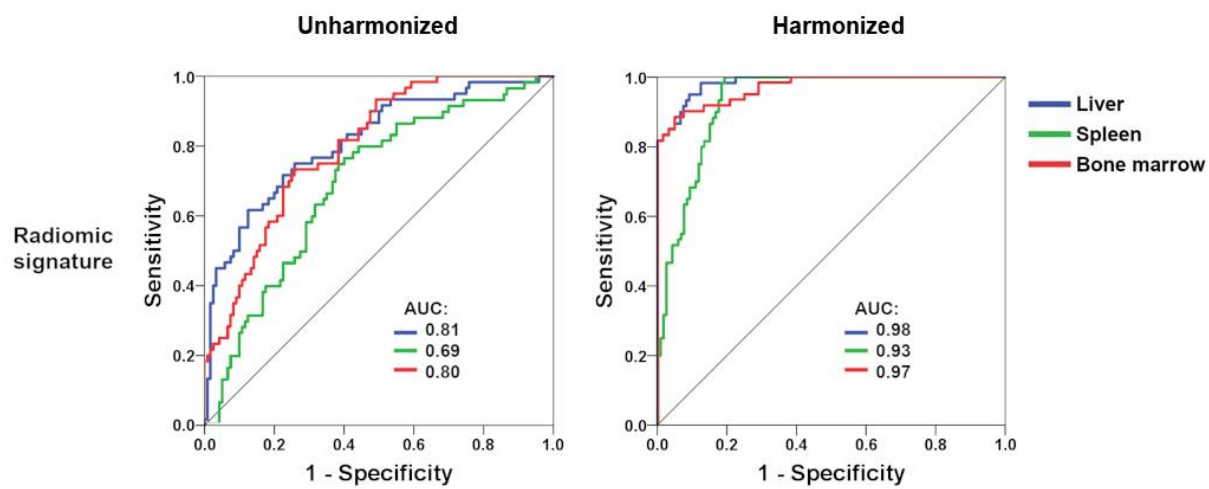 Unharmonized
Harmonized
Radiomic
signature
Sensitivity
1.0
0.8
0.6
0.4
0.2
0.0
0.0 0.2 0.4 0.6 0.8 1.0
1 - Specificity
AUC:
0.81
0.69
0.80
Sensitivity
1.0
0.8
0.6
0.4
0.2
0.0
0.0 0.2 0.4 0.6 0.8 1.0
1 - Specificity
AUC:
0.98
0.93
0.97
Liver
Spleen
Bone marrow